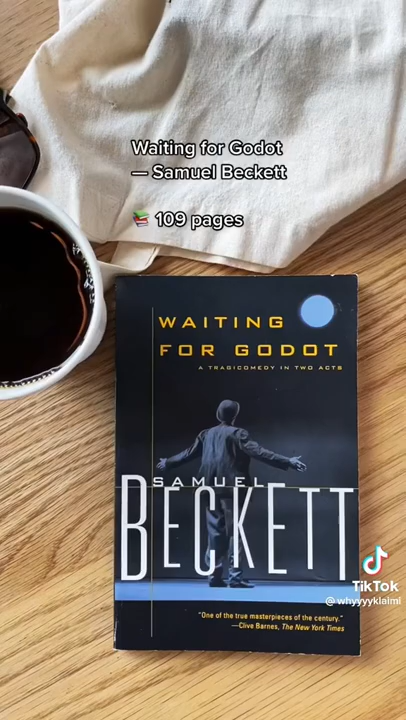 Waiting for Godot
— Samuel Beckett
📚 109 pages
WAITING
FOR GODOT
A TRAGICOMEDY IN TWO ACTS
SAMUEL
BECKETT
"One of the true masterpieces of the century."
—Clive Barnes, The New York Times
TikTok
@whyyyyklaiml